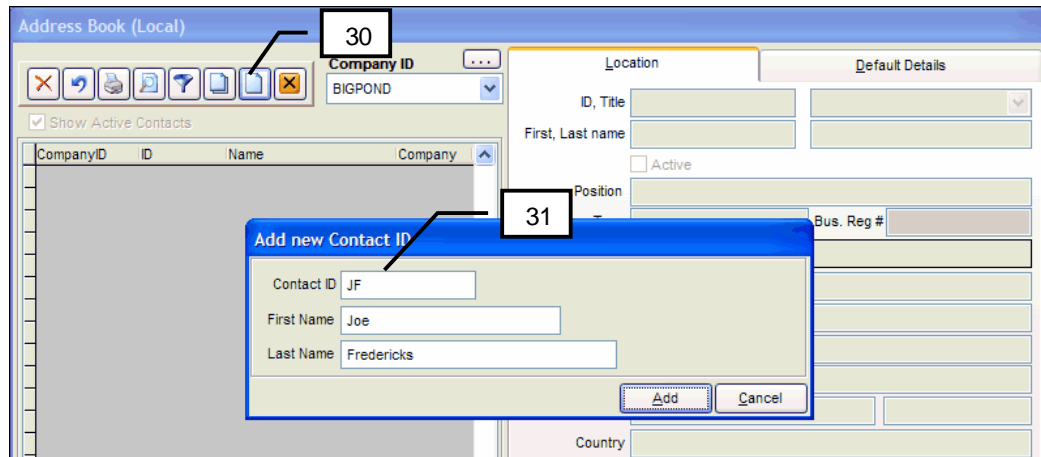 Address Book (Local)
30
Company ID
...
BIGPOND
Show Active Contacts
CompanyID ID Name Company
Location
Default Details
ID, Title
First, Last name
Active
Position
Bus. Reg #
31
Add new Contact ID
Contact ID JF
First Name Joe
Last Name Fredericks
Add Cancel
Country